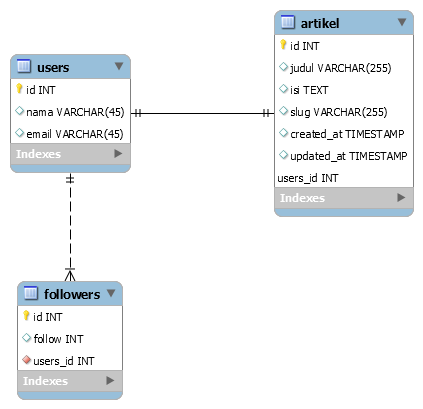 artikel
id INT
judul VARCHAR(255)
isi TEXT
slug VARCHAR(255)
created_at TIMESTAMP
updated_at TIMESTAMP
users_id INT
Indexes
users
id INT
nama VARCHAR(45)
email VARCHAR(45)
Indexes
followers
id INT
follow INT
users_id INT
Indexes